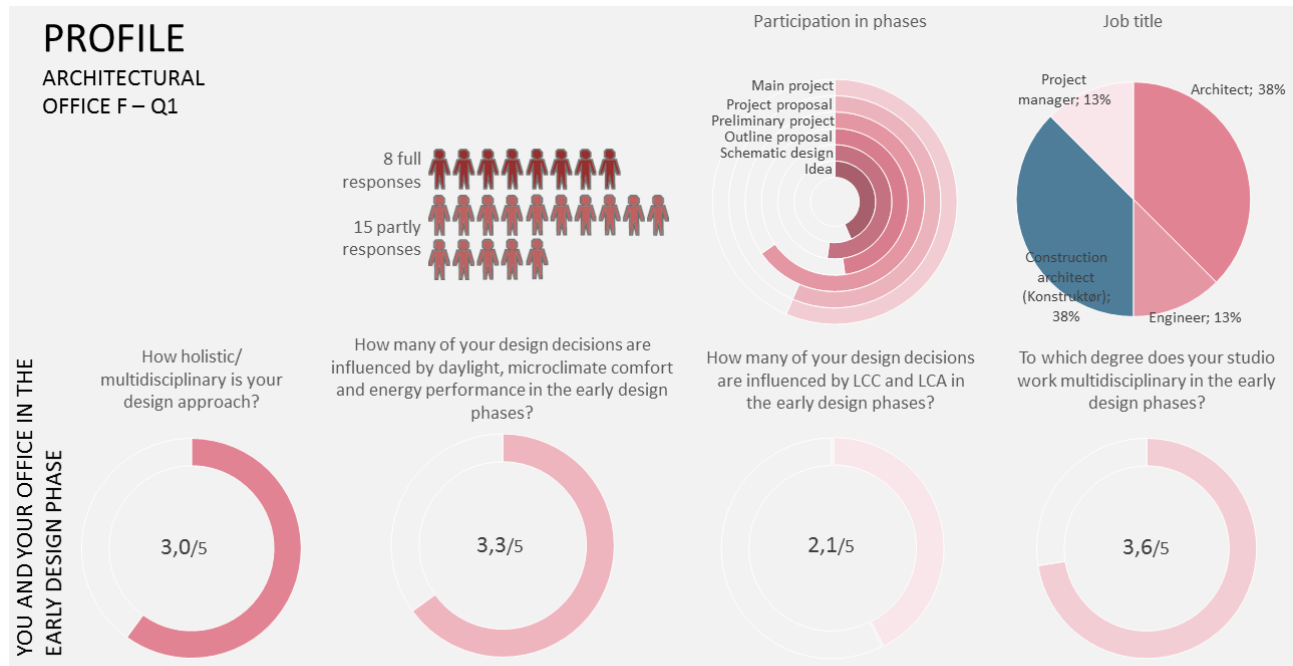 PROFILE
ARCHITECTURAL
OFFICE F – Q1
8 full
responses
15 partly
responses
Participation in phases
Main project
Project proposal
Preliminary project
Outline proposal
Schematic design
Idea
Job title
Project
manager; 13%
Architect; 38%
Construction
architect
(Konstruktør);
38%
Engineer; 13%
YOU AND YOUR OFFICE IN THE
EARLY DESIGN PHASE
How holistic/
multidisciplinary is your
design approach?
3,0/5
How many of your design decisions are
influenced by daylight, microclimate comfort
and energy performance in the early design
phases?
3,3/5
How many of your design decisions
are influenced by LCC and LCA in
the early design phases?
2,1/5
To which degree does your studio
work multidisciplinary in the early
design phases?
3,6/5